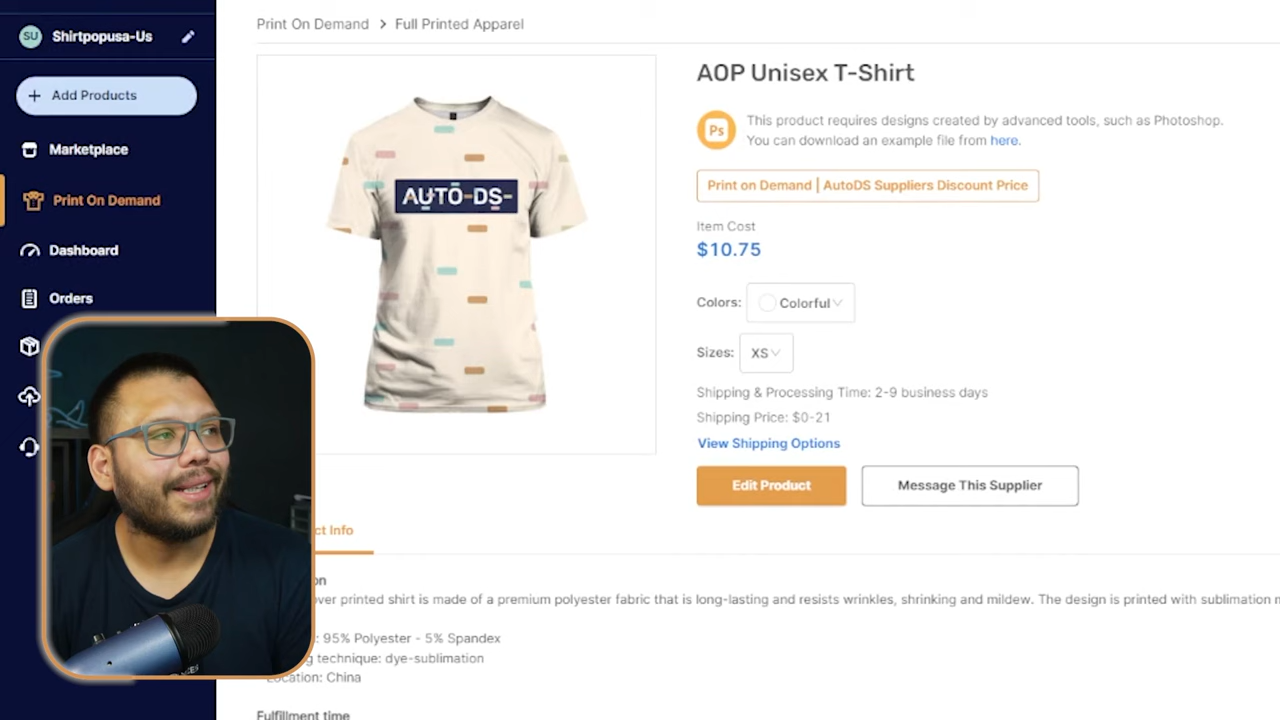 SU Shirtpopusa-Us
Add Products
Marketplace
Print On Demand
Dashboard
Orders
Print On Demand > Full Printed Apparel
AUTO-DS-
AOP Unisex T-Shirt
Ps
This product requires designs created by advanced tools, such as Photoshop.
You can download an example file from here.
Print on Demand | AutoDS Suppliers Discount Price
Item Cost
$10.75
Colors: Colorful
Sizes: XS
Shipping & Processing Time: 2-9 business days
Shipping Price: $0-21
View Shipping Options
Edit Product
Message This Supplier
ct Info
on
over printed shirt is made of a premium polyester fabric that is long-lasting and resists wrinkles, shrinking and mildew. The design is printed with sublimation
: 95% Polyester - 5% Spandex
g technique: dye-sublimation
Location: China
Fulfillment time